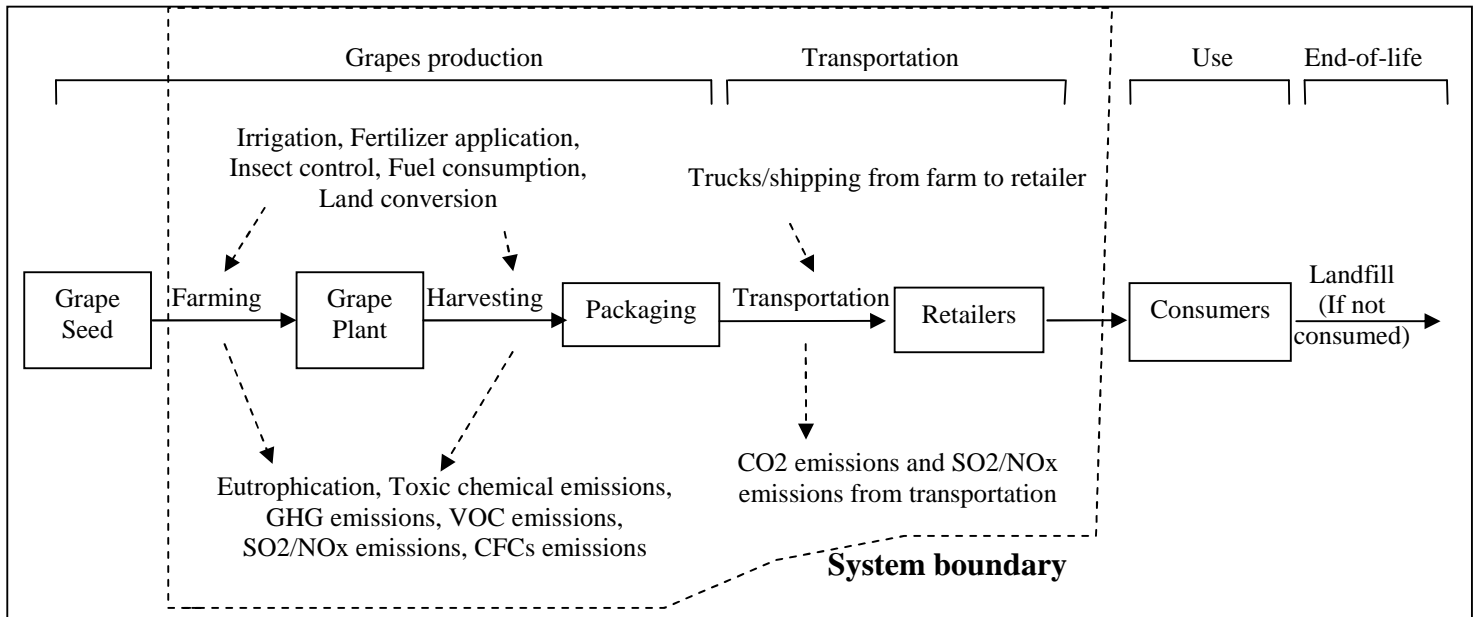 Grapes production
Transportation
Use
End-of-life
Irrigation, Fertilizer application,
Insect control, Fuel consumption,
Land conversion
Trucks/shipping from farm to retailer
Grape
Seed
Farming
Grape
Plant
Harvesting
Packaging
Transportation
Retailers
Consumers
Landfill
(If not
consumed)
Eutrophication, Toxic chemical emissions,
GHG emissions, VOC emissions,
SO2/NOx emissions, CFCs emissions
CO2 emissions and SO2/NOx
emissions from transportation
System boundary